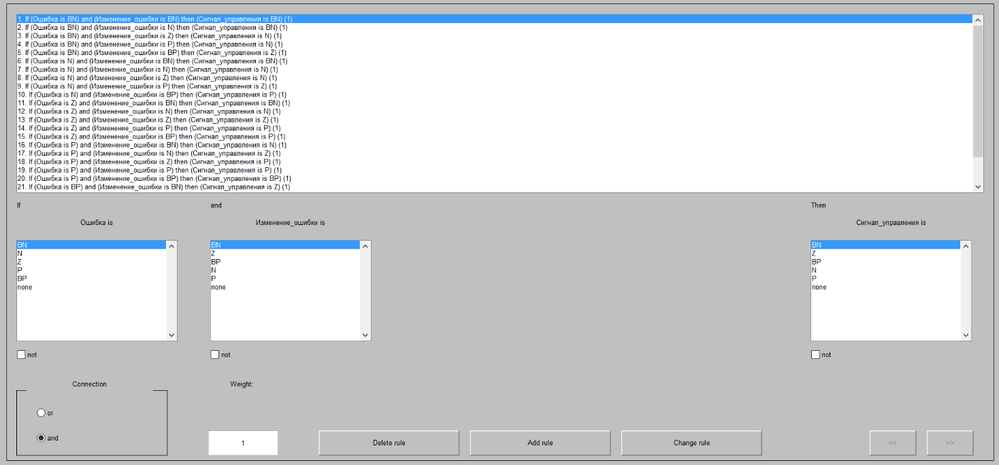 1. If (Ошибка is BN) and (Изменение_ошибки is BN) then (Сигнал_управления is BN) (1)
2. If (Ошибка is BN) and (Изменение_ошибки is N) then (Сигнал_управления is BN) (1)
3. If (Ошибка is BN) and (Изменение_ошибки is Z) then (Сигнал_управления is N) (1)
4. If (Ошибка is BN) and (Изменение_ошибки is P) then (Сигнал_управления is N) (1)
5. If (Ошибка is BN) and (Изменение_ошибки is BP) then (Сигнал_управления is Z) (1)
6. If (Ошибка is N) and (Изменение_ошибки is BN) then (Сигнал_управления is BN) (1)
7. If (Ошибка is N) and (Изменение_ошибки is N) then (Сигнал_управления is N) (1)
8. If (Ошибка is N) and (Изменение_ошибки is Z) then (Сигнал_управления is N) (1)
9. If (Ошибка is N) and (Изменение_ошибки is P) then (Сигнал_управления is Z) (1)
10. If (Ошибка is N) and (Изменение_ошибки is BP) then (Сигнал_управления is P) (1)
11. If (Ошибка is Z) and (Изменение_ошибки is BN) then (Сигнал_управления is BN) (1)
12. If (Ошибка is Z) and (Изменение_ошибки is N) then (Сигнал_управления is N) (1)
13. If (Ошибка is Z) and (Изменение_ошибки is Z) then (Сигнал_управления is Z) (1)
14. If (Ошибка is Z) and (Изменение_ошибки is P) then (Сигнал_управления is P) (1)
15. If (Ошибка is Z) and (Изменение_ошибки is BP) then (Сигнал_управления is P) (1)
16. If (Ошибка is P) and (Изменение_ошибки is BN) then (Сигнал_управления is N) (1)
17. If (Ошибка is P) and (Изменение_ошибки is N) then (Сигнал_управления is Z) (1)
18. If (Ошибка is P) and (Изменение_ошибки is Z) then (Сигнал_управления is P) (1)
19. If (Ошибка is P) and (Изменение_ошибки is P) then (Сигнал_управления is P) (1)
20. If (Ошибка is P) and (Изменение_ошибки is BP) then (Сигнал_управления is BP) (1)
21. If (Ошибка is BP) and (Изменение_ошибки is BN) then (Сигнал_управления is Z) (1)
If
and
Then
Ошибка is
Изменение_ошибки is
Сигнал_управления is
BN
N
Z
P
BP
none
BN
Z
BP
N
P
none
BN
Z
BP
N
P
none
not
not
not
Connection
Weight:
or
and
1
Delete rule
Add rule
Change rule
<<
>>